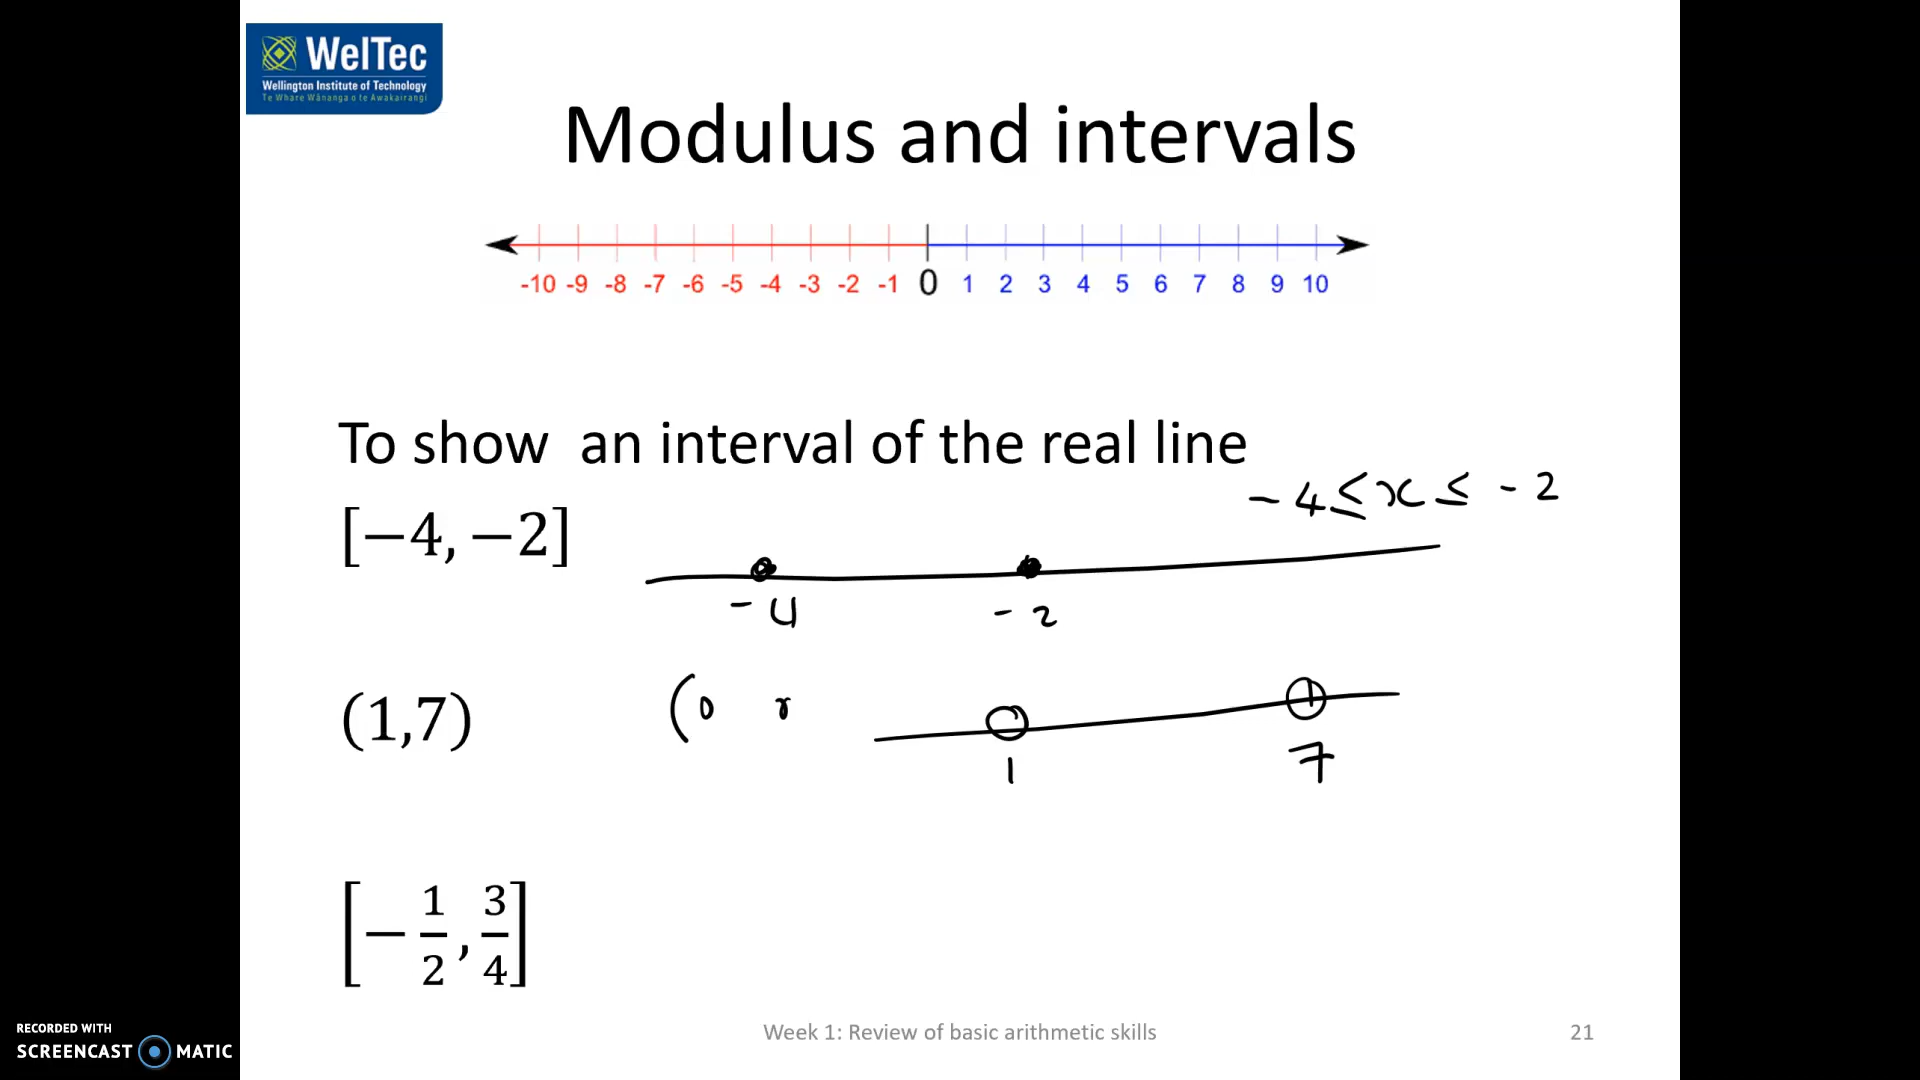 WelTec
Wellington Institute of Technology
Te Whare Wānanga o te Awakairangi
Modulus and intervals
-10 -9 -8 -7 -6 -5 -4 -3 -2 -1 0 1 2 3 4 5 6 7 8 9 10
To show an interval of the real line
-4 ≤ x ≤ -2
[−4, −2]
-4 -2
(1,7)
1 7
[−1/2, 3/4]
Week 1: Review of basic arithmetic skills 21
RECORDED WITH
SCREENCAST MATIC